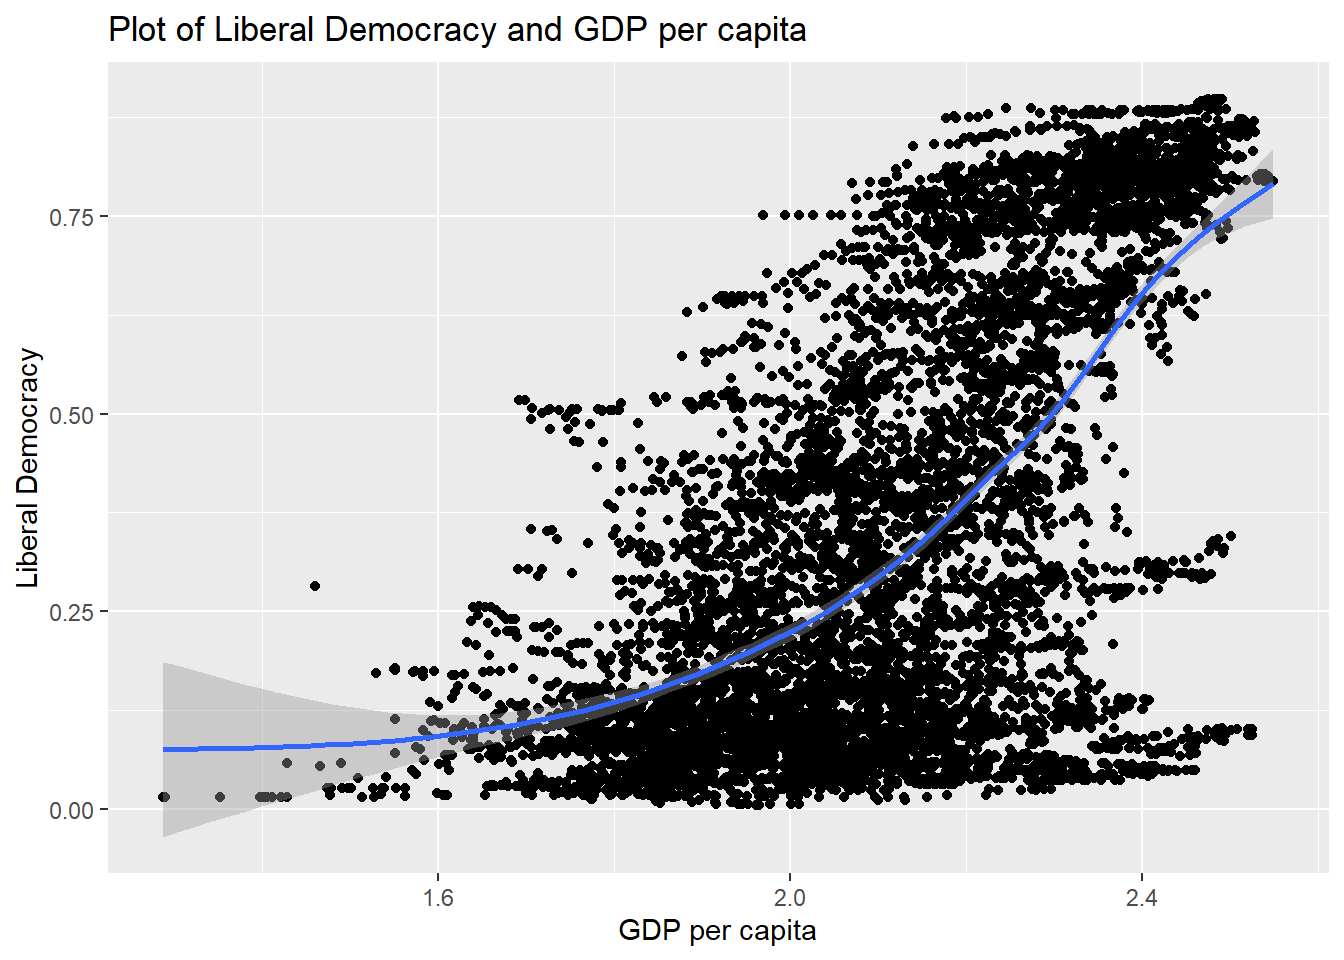 Plot of Liberal Democracy and GDP per capita
Liberal Democracy
0.75
0.50
0.25
0.00
1.6 2.0 2.4
GDP per capita